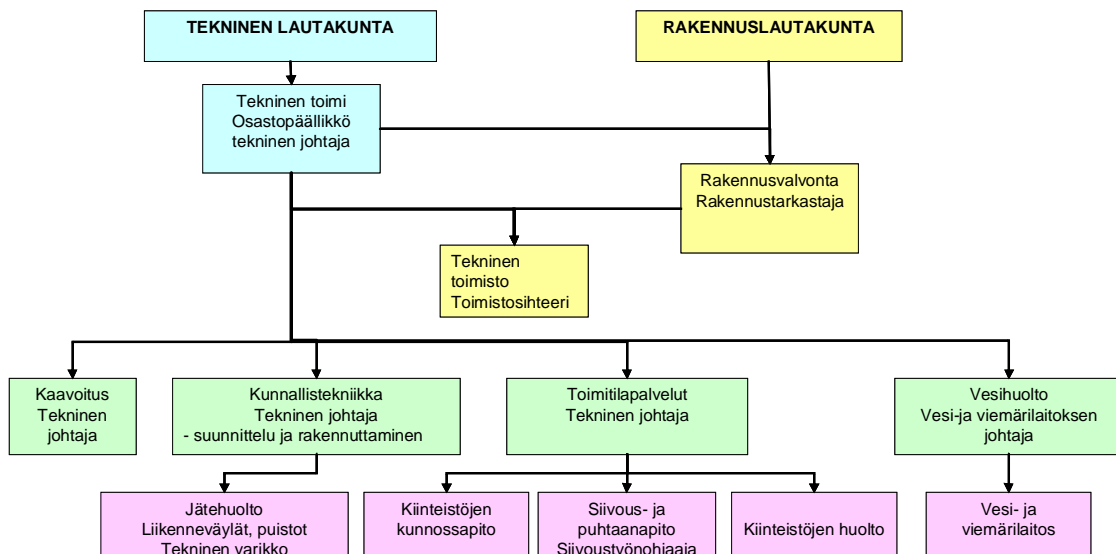 TEKNINEN LAUTAKUNTA
RAKENNUSLAUTAKUNTA
Tekninen toimi
Osastopäällikkö
tekninen johtaja
Rakennusvalvonta
Rakennustarkastaja
Tekninen
toimisto
Toimistosihteeri
Kaavoitus
Tekninen
johtaja
Kunnallistekniikka
Tekninen johtaja
- suunnittelu ja rakennuttaminen
Toimitilapalvelut
Tekninen johtaja
Vesihuolto
Vesi-ja viemärilaitoksen
johtaja
Jätehuolto
Liikenneväylät, puistot
Tekninen varikko
Kiinteistöjen
kunnossapito
Siivous- ja
puhtaanapito
Siivoustyönohjaaja
Kiinteistöjen huolto
Vesi- ja
viemärilaitos